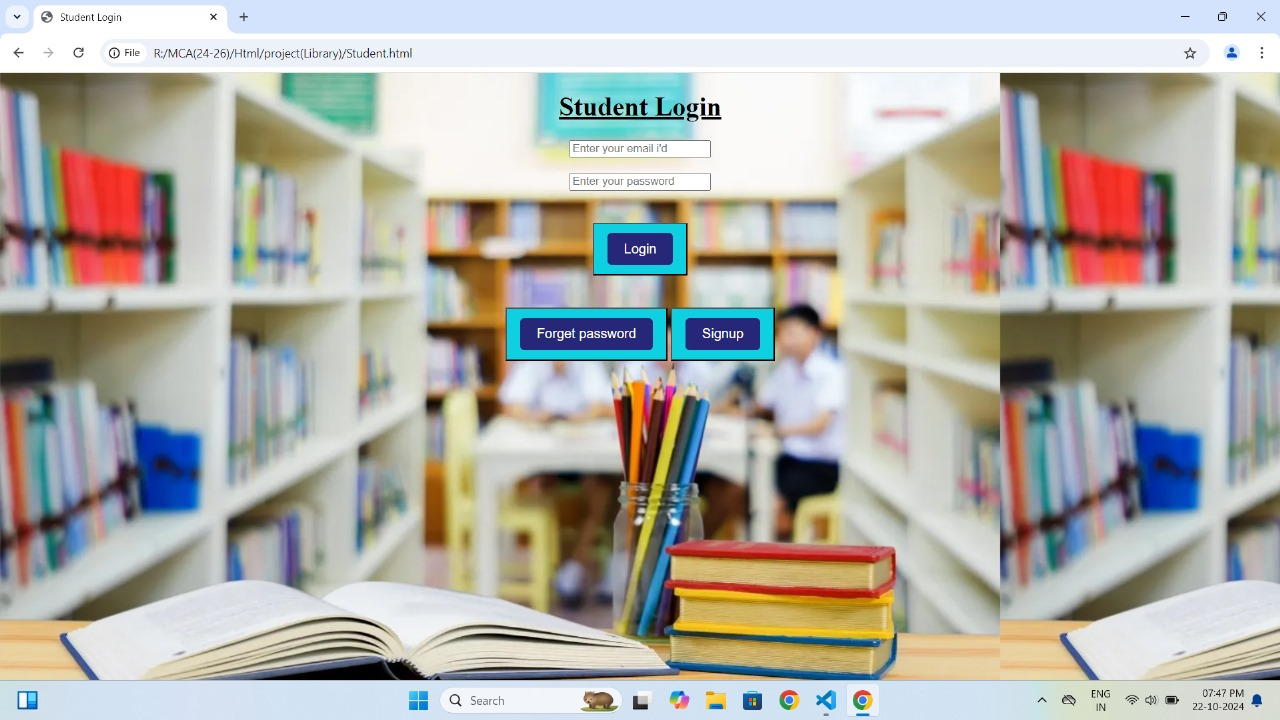 Student Login
File R:/MCA(24-26)/Html/project(Library)/Student.html
Student Login
Enter your email i'd
Enter your password
Login
Forget password Signup
Search
ENG
IN
07:47 PM
22-10-2024